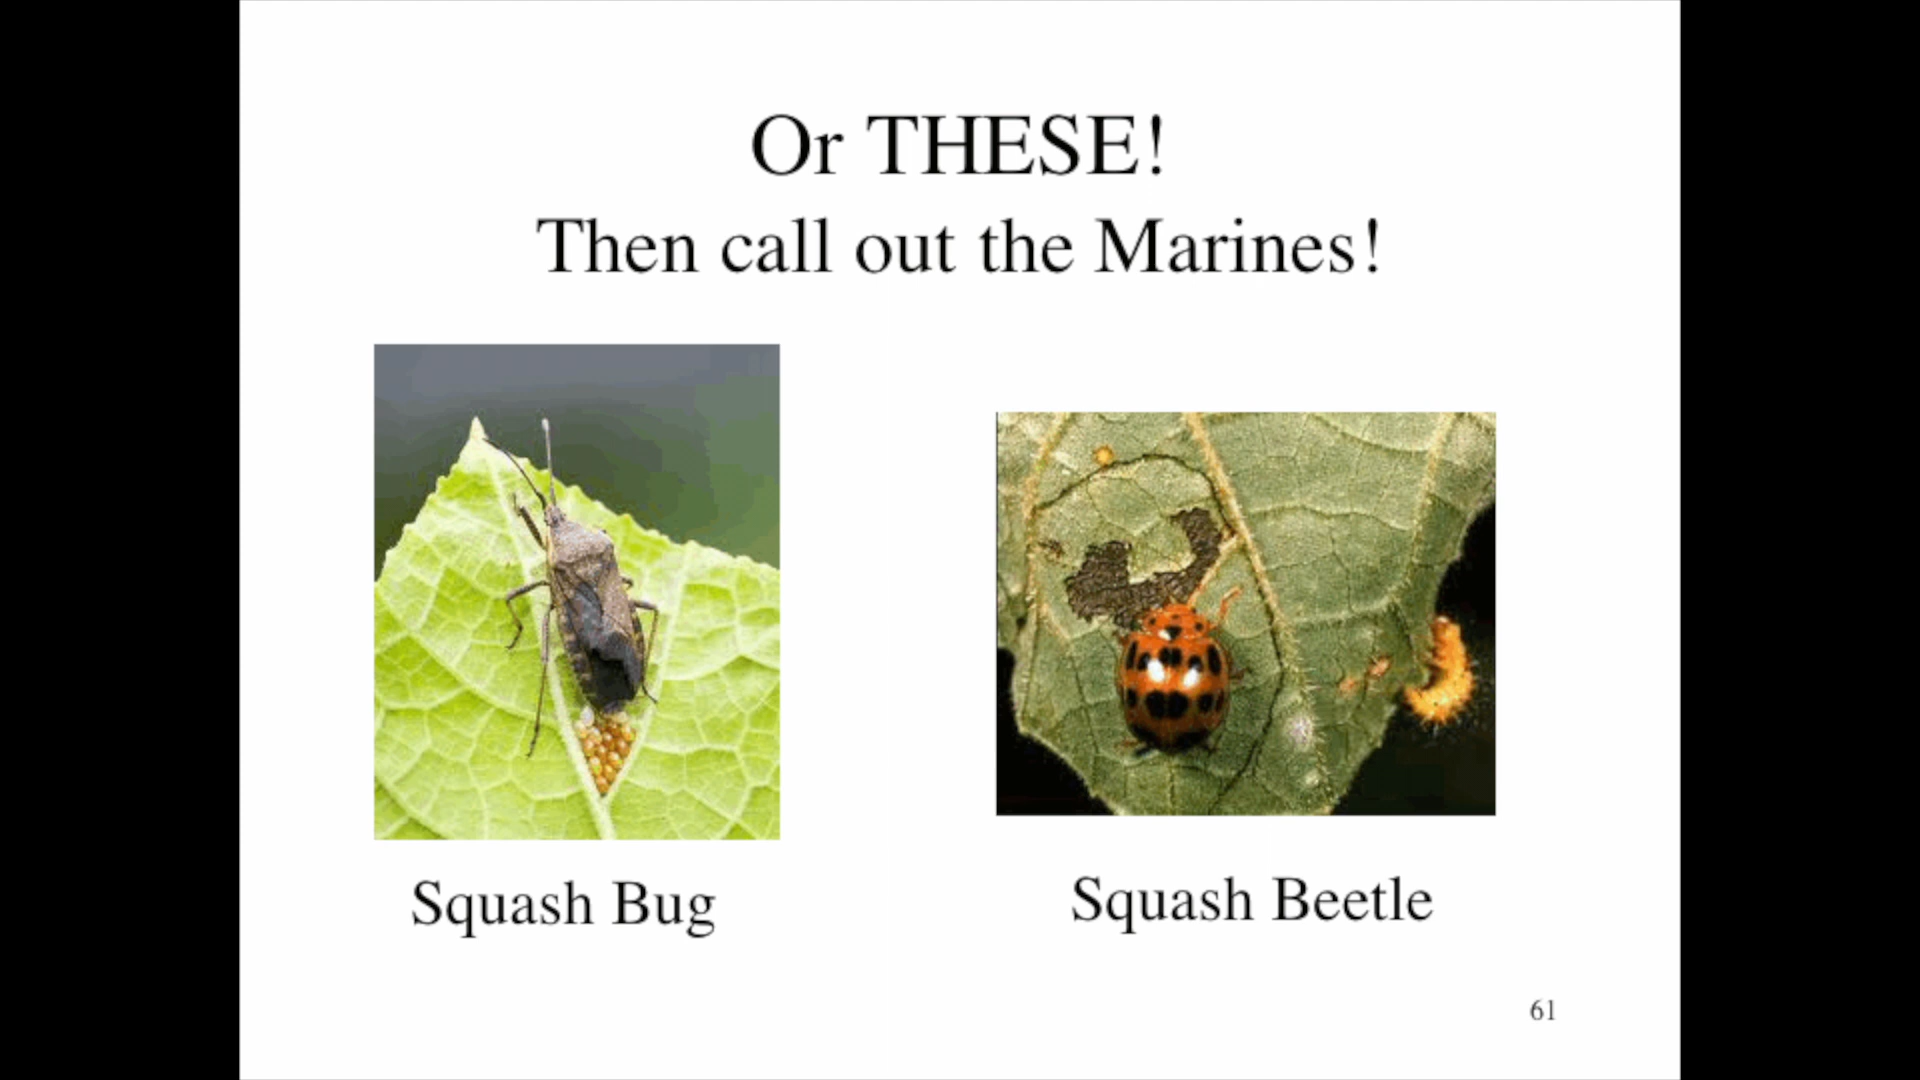 Or THESE!
Then call out the Marines!
Squash Bug
Squash Beetle
61